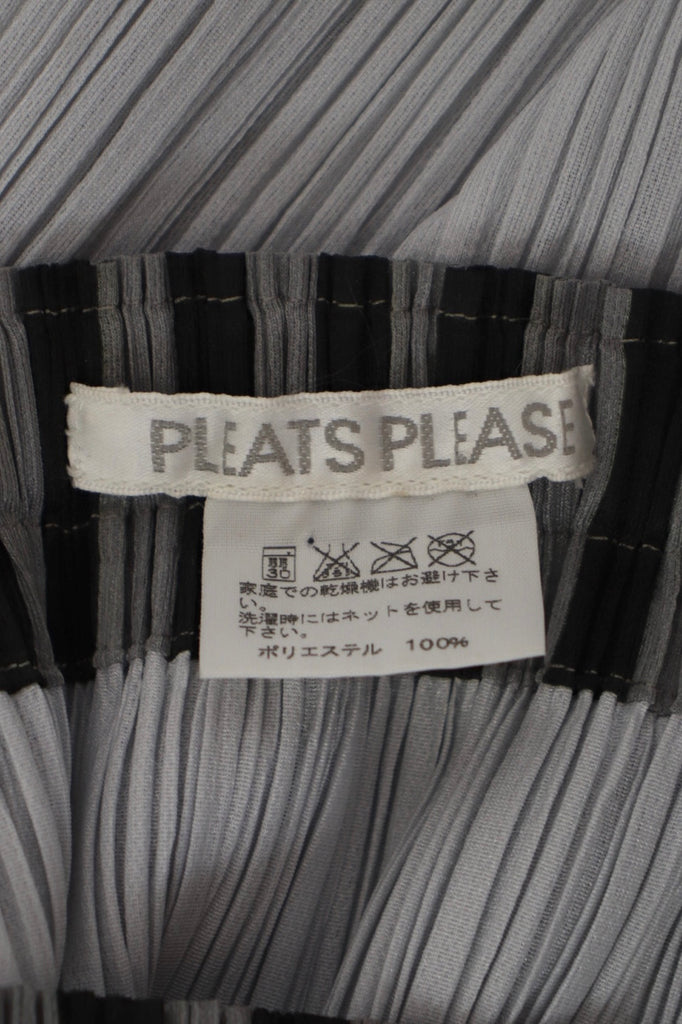 PLEATS PLEASE
家庭での乾燥機はお避け下さ
い。
洗濯時にはネットを使用して
下さい。
ポリエステル 100%